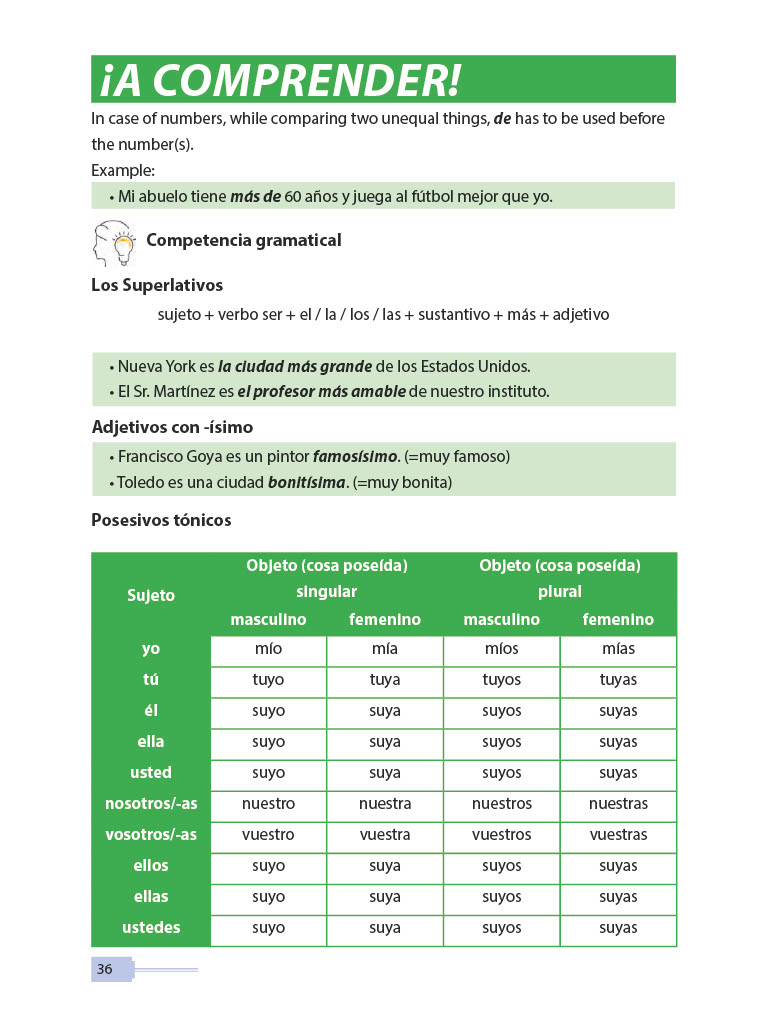 ¡A COMPRENDER!
In case of numbers, while comparing two unequal things, de has to be used before
the number(s).
Example:
• Mi abuelo tiene más de 60 años y juega al fútbol mejor que yo.
Competencia gramatical
Los Superlativos
sujeto + verbo ser + el / la / los / las + sustantivo + más + adjetivo
• Nueva York es la ciudad más grande de los Estados Unidos.
• El Sr. Martínez es el profesor más amable de nuestro instituto.
Adjetivos con -ísimo
• Francisco Goya es un pintor famosísimo. (=muy famoso)
• Toledo es una ciudad bonitísima. (=muy bonita)
Posesivos tónicos
Sujeto
Objeto (cosa poseída) Objeto (cosa poseída)
singular plural
masculino femenino masculino femenino
yo mío mía míos mías
tú tuyo tuya tuyos tuyas
él suyo suya suyos suyas
ella suyo suya suyos suyas
usted suyo suya suyos suyas
nosotros/-as nuestro nuestra nuestros nuestras
vosotros/-as vuestro vuestra vuestros vuestras
ellos suyo suya suyos suyas
ellas suyo suya suyos suyas
ustedes suyo suya suyos suyas
36